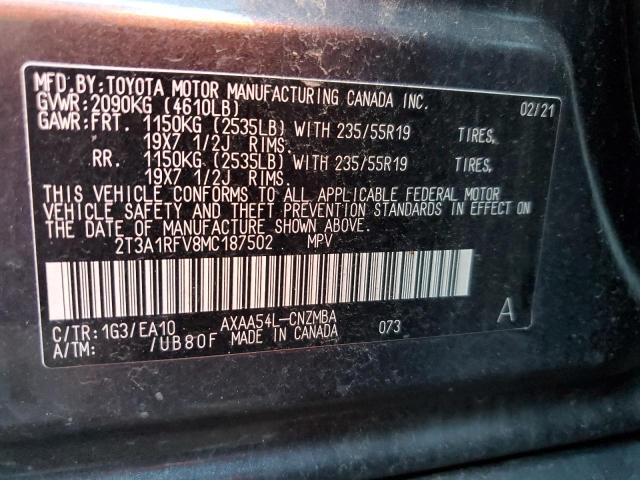 MFD.BY:TOYOTA MOTOR MANUFACTURING CANADA INC.
GVWR:2090KG (4610LB) 02/21
GAWR:FRT. 1150KG (2535LB) WITH 235/55R19 TIRES,
19X7 1/2J RIMS.
RR. 1150KG (2535LB) WITH 235/55R19 TIRES,
19X7 1/2J RIMS.
THIS VEHICLE CONFORMS TO ALL APPLICABLE FEDERAL MOTOR
VEHICLE SAFETY AND THEFT PREVENTION STANDARDS IN EFFECT ON
THE DATE OF MANUFACTURE SHOWN ABOVE.
2T3A1RFV8MC187502 MPV
C/TR:1G3/EA10 AXAA54L-CNZMBA 073 A
A/TM: /UB80F MADE IN CANADA